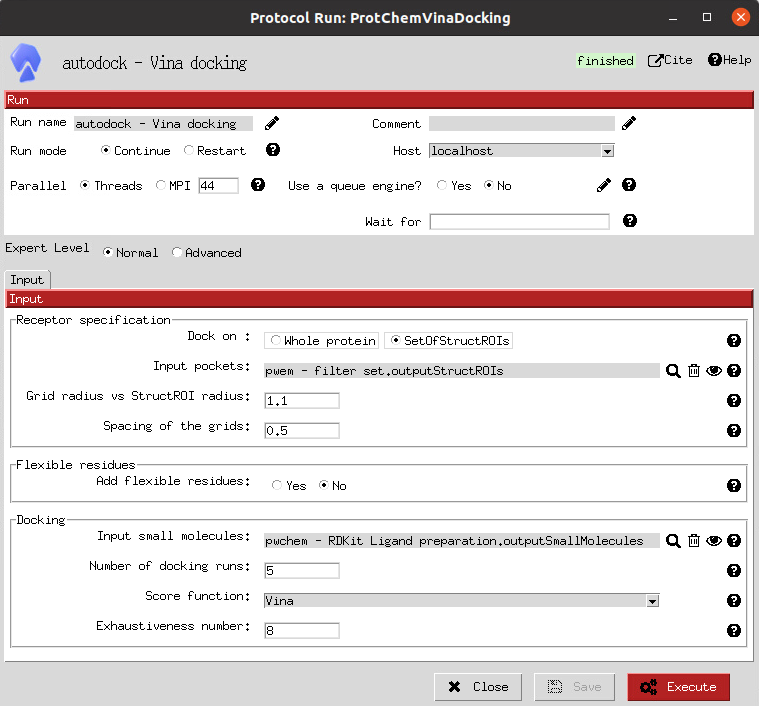 Protocol Run: ProtChemVinaDocking
autodock - Vina docking
finished Cite Help
Run
Run name autodock - Vina docking Comment
Run mode Continue Restart Host localhost
Parallel Threads MPI 44 Use a queue engine? Yes No
Wait for
Expert Level Normal Advanced
Input
Input
Receptor specification
Dock on : Whole protein SetOfStructROIs
Input pockets: pwem - filter set.outputStructROIs
Grid radius vs StructROI radius: 1.1
Spacing of the grids: 0.5
Flexible residues
Add flexible residues: Yes No
Docking
Input small molecules: pwchem - RDKit Ligand preparation.outputSmallMolecules
Number of docking runs: 5
Score function: Vina
Exhaustiveness number: 8
Close Save Execute